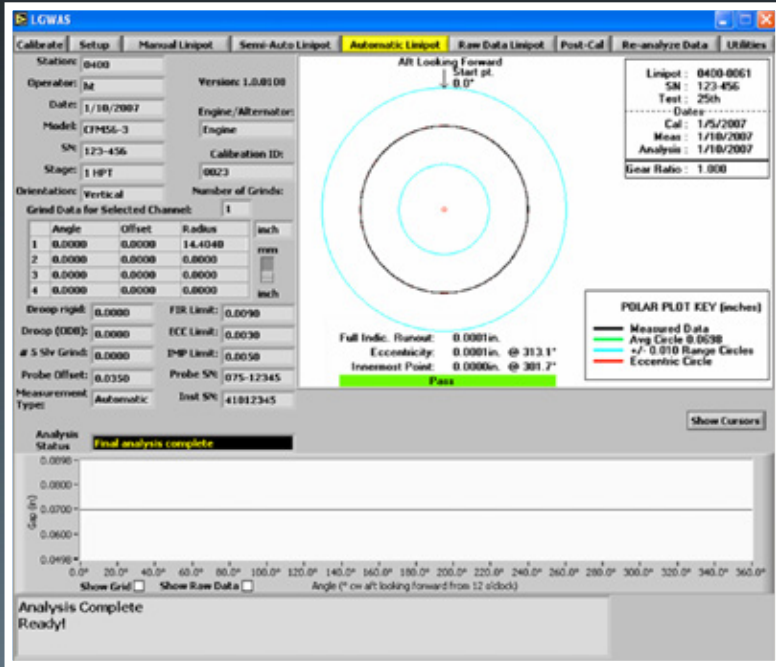 LGWAS
Calibrate Setup Manual Linipot Semi-Auto Linipot Automatic Linipot Raw Data Linipot Post-Cal Re-analyze Data Utilities
Station: 0400
Operator: ht Version: 1.0.0108
Date: 1/10/2007 Engine/Alternator:
Model: CFM56-3 Engine
SN: 123-456 Calibration ID:
Stage: 1 HPT 0023
Orientation: Vertical Number of Grinds:
Grind Data for Selected Channel: 1
Angle Offset Radius inch
1 0.0000 0.0000 14.4040 mm
2 0.0000 0.0000 0.0000
3 0.0000 0.0000 0.0000
4 0.0000 0.0000 0.0000 inch
Droop rigid: 0.0000 FIR Limit: 0.0090
Droop (ODB): 0.0000 ECC Limit: 0.0030
# 5 Slv Grind: 0.0000 IMP Limit: 0.0050
Probe Offset: 0.0350 Probe SN: 075-12345
Measurement Type: Automatic Inst SN: 41012345
Analysis Status Final analysis complete
Aft Looking Forward
Start pt.
0.0°
Full Indic. Runout: 0.0001in.
Eccentricity: 0.0001in. @ 313.1°
Innermost Point: 0.0000in. @ 301.7°
Pass
Linipot : 0400-0061
SN : 123-456
Test : 25th
Dates
Cal : 1/5/2007
Meas : 1/10/2007
Analysis : 1/10/2007
Gear Ratio : 1.000
POLAR PLOT KEY (inches)
Measured Data
Avg Circle 0.0698
+/- 0.010 Range Circles
Eccentric Circle
Show Cursors
Gap (in)
0.0898
0.0800
0.0700
0.0600
0.0498
0.0° 20.0° 40.0° 60.0° 80.0° 100.0° 120.0° 140.0° 160.0° 180.0° 200.0° 220.0° 240.0° 260.0° 280.0° 300.0° 320.0° 340.0° 360.0°
Show Grid Show Raw Data Angle (° cw aft looking forward from 12 o'clock)
Analysis Complete
Ready!